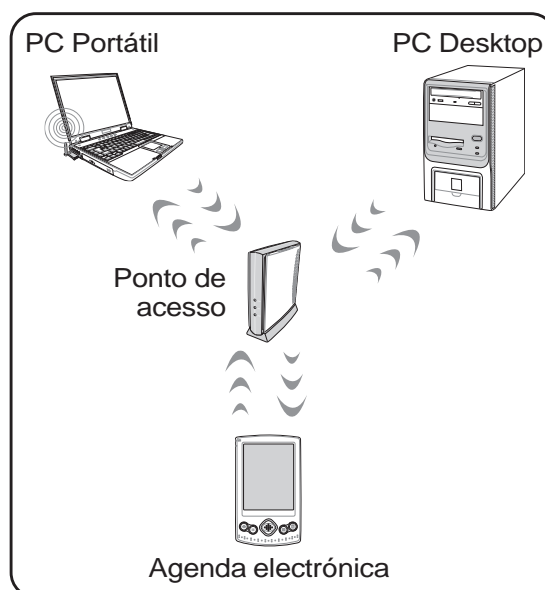 PC Portátil
PC Desktop
Ponto de
acesso
Agenda electrónica